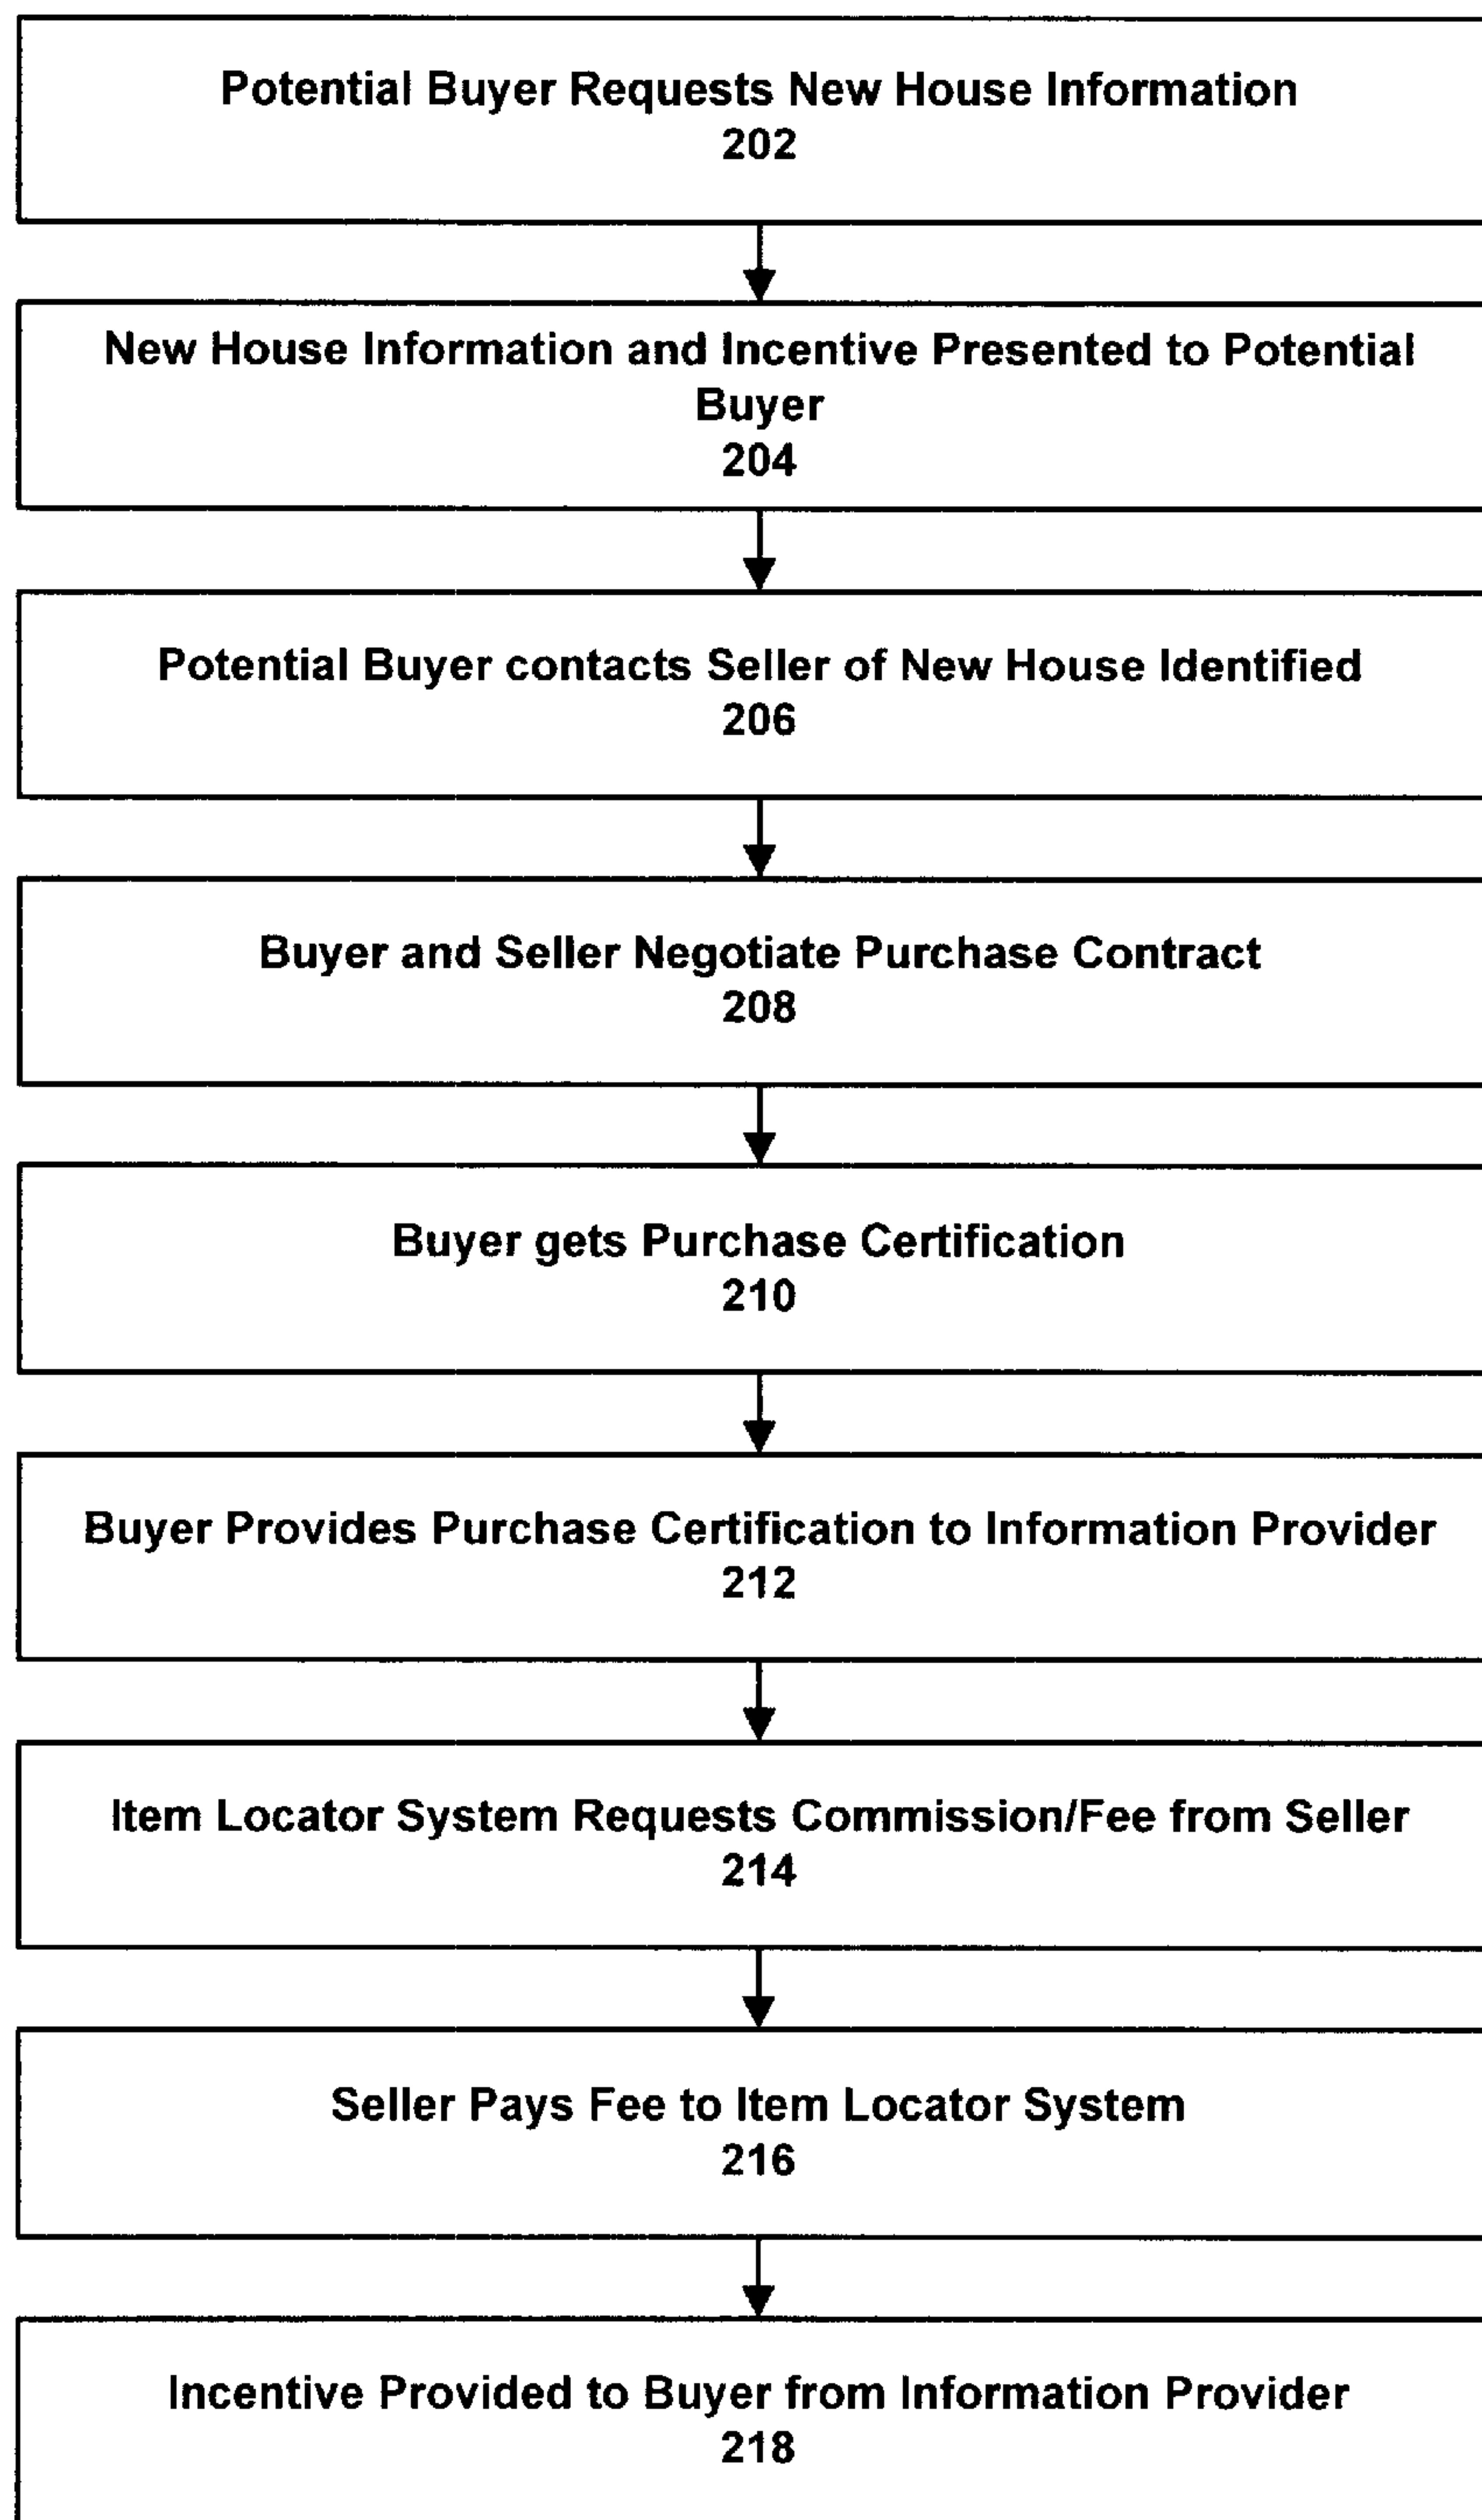 Potential Buyer Requests New House Information
202
New House Information and Incentive Presented to Potential
Buyer
204
Potential Buyer contacts Seller of New House Identified
206
Buyer and Seller Negotiate Purchase Contract
208
Buyer gets Purchase Certification
210
Buyer Provides Purchase Certification to Information Provider
212
Item Locator System Requests Commission/Fee from Seller
214
Seller Pays Fee to Item Locator System
216
Incentive Provided to Buyer from Information Provider
218